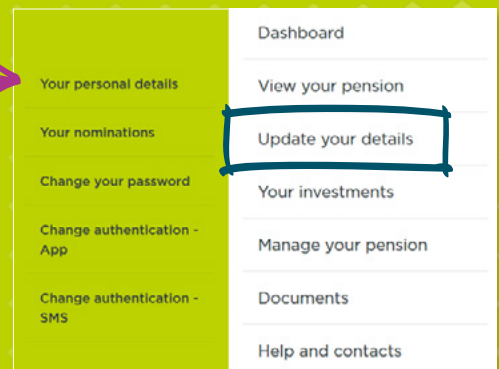 Your personal details
Your nominations
Change your password
Change authentication -
App
Change authentication -
SMS
Dashboard
View your pension
Update your details
Your investments
Manage your pension
Documents
Help and contacts